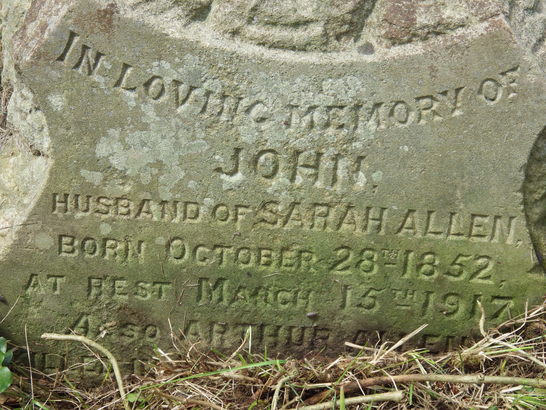 IN LOVING MEMORY OF
JOHN,
HUSBAND OF SARAH ALLEN,
BORN OCTOBER 28TH 1852,
AT REST MARCH 15TH 1917
ALSO ARTHUR ALLEN